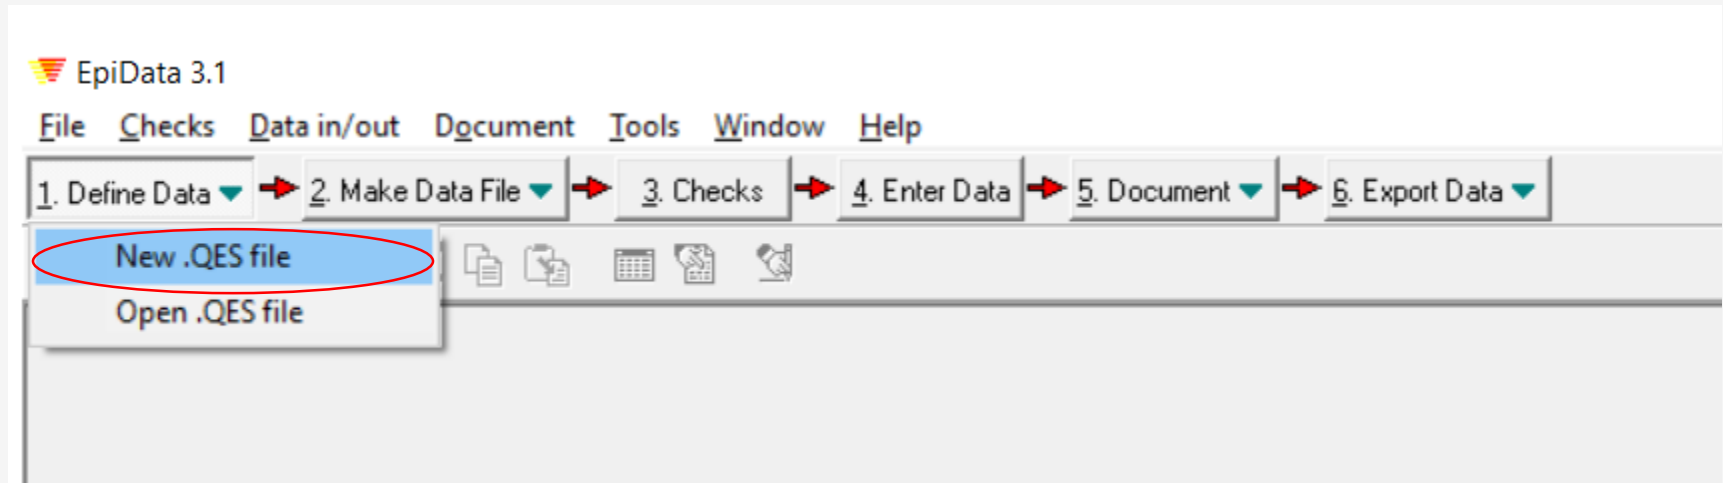 EpiData 3.1
File Checks Data in/out Document Tools Window Help
1. Define Data 2. Make Data File 3. Checks 4. Enter Data 5. Document 6. Export Data
New .QES file
Open .QES file